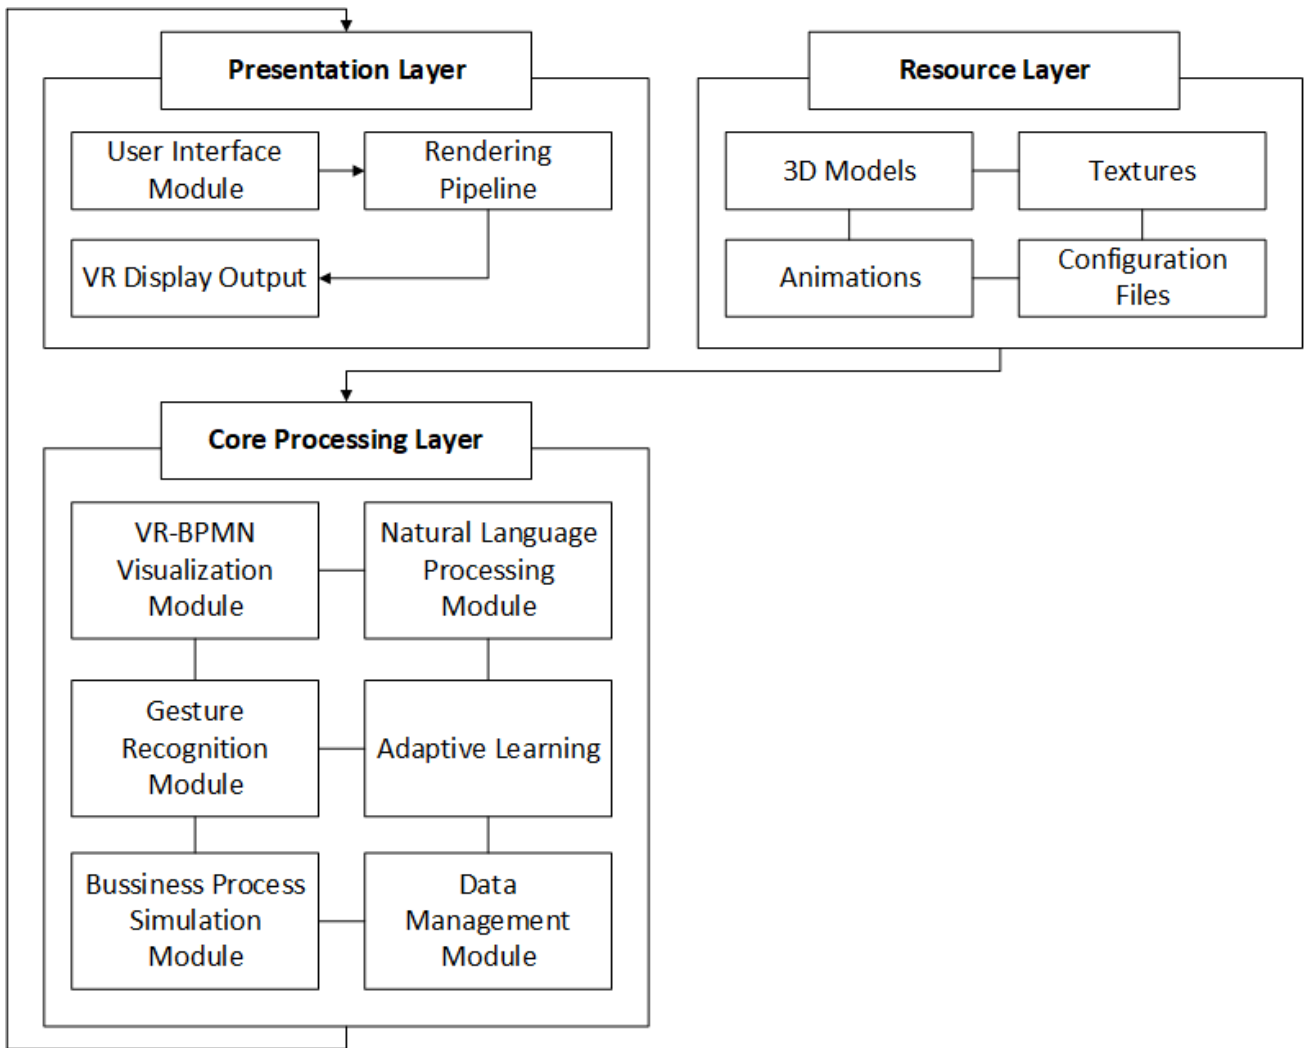 Presentation Layer
User Interface
Module
Rendering
Pipeline
VR Display Output
Resource Layer
3D Models
Textures
Animations
Configuration
Files
Core Processing Layer
VR-BPMN
Visualization
Module
Natural Language
Processing
Module
Gesture
Recognition
Module
Adaptive Learning
Bussiness Process
Simulation
Module
Data
Management
Module